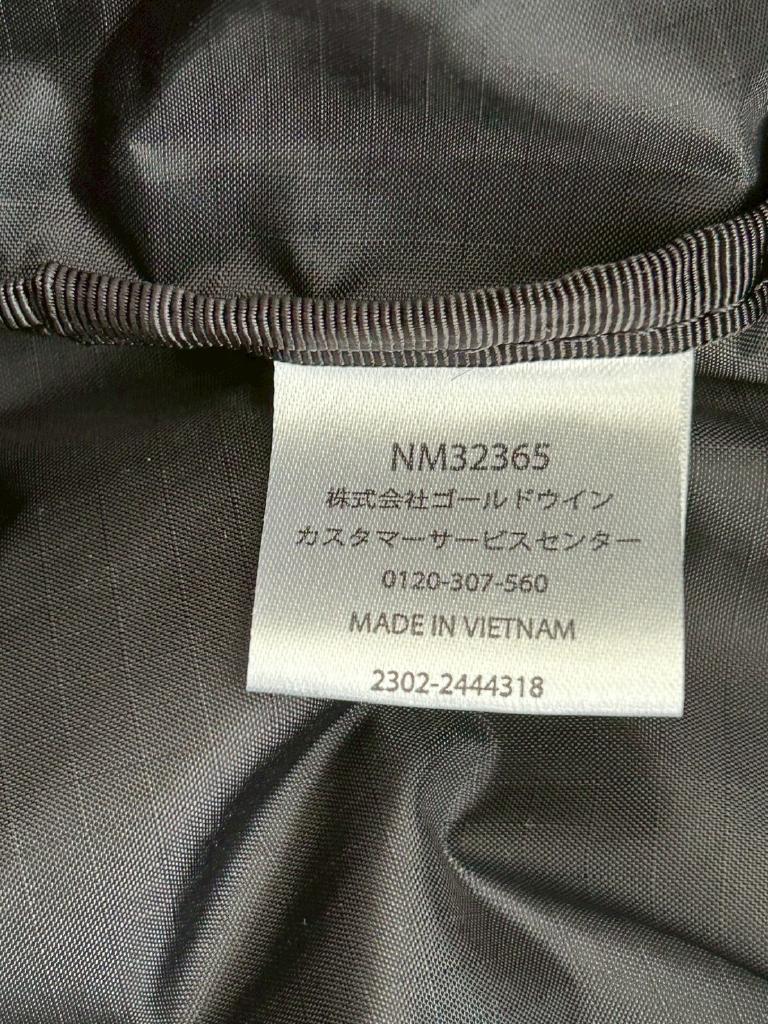 NM32365
株式会社ゴールドウイン
カスタマーサービスセンター
0120-307-560
MADE IN VIETNAM
2302-2444318